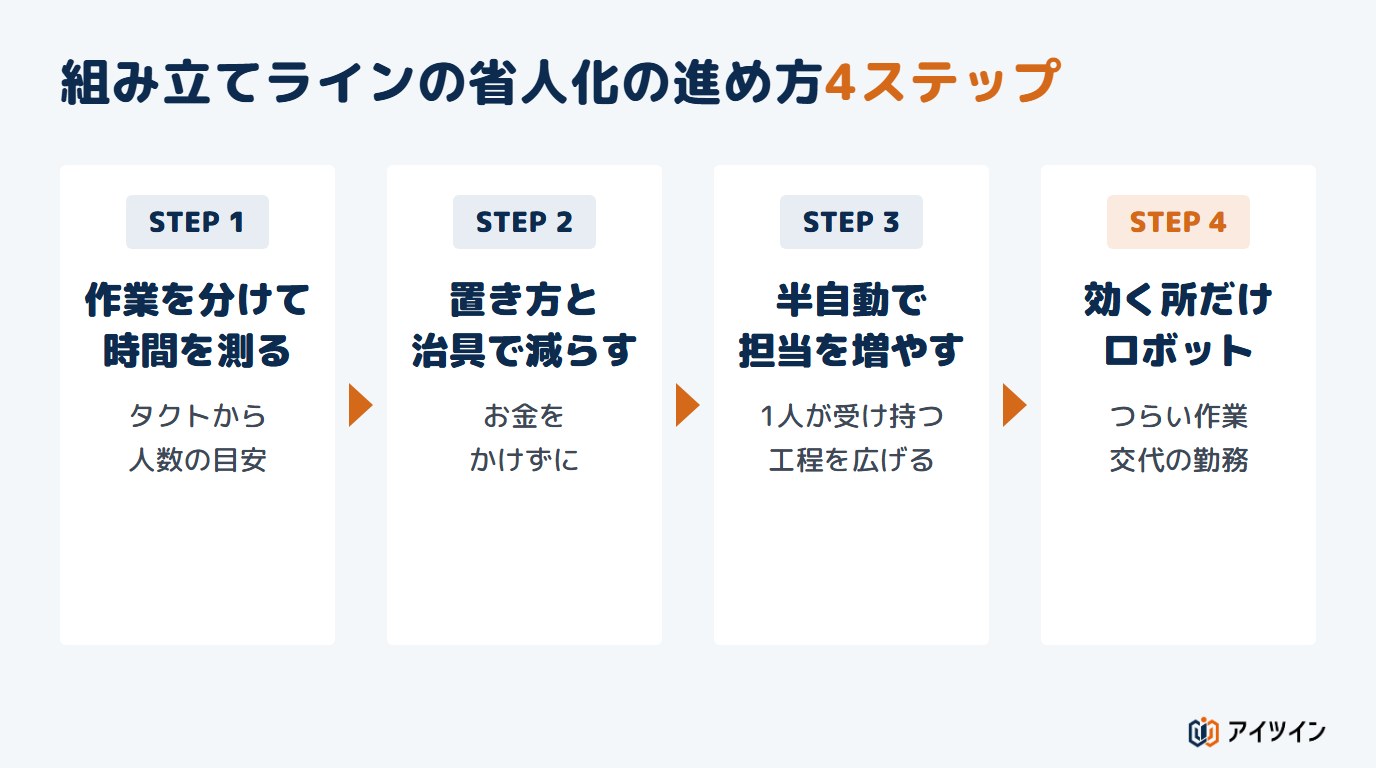 組み立てラインの省人化の進め方4ステップ
STEP 1
作業を分けて
時間を測る
タクトから
人数の目安
STEP 2
置き方と
治具で減らす
お金を
かけずに
STEP 3
半自動で
担当を増やす
1人が受け持つ
工程を広げる
STEP 4
効く所だけ
ロボット
つらい作業
交代の勤務
アイツイン